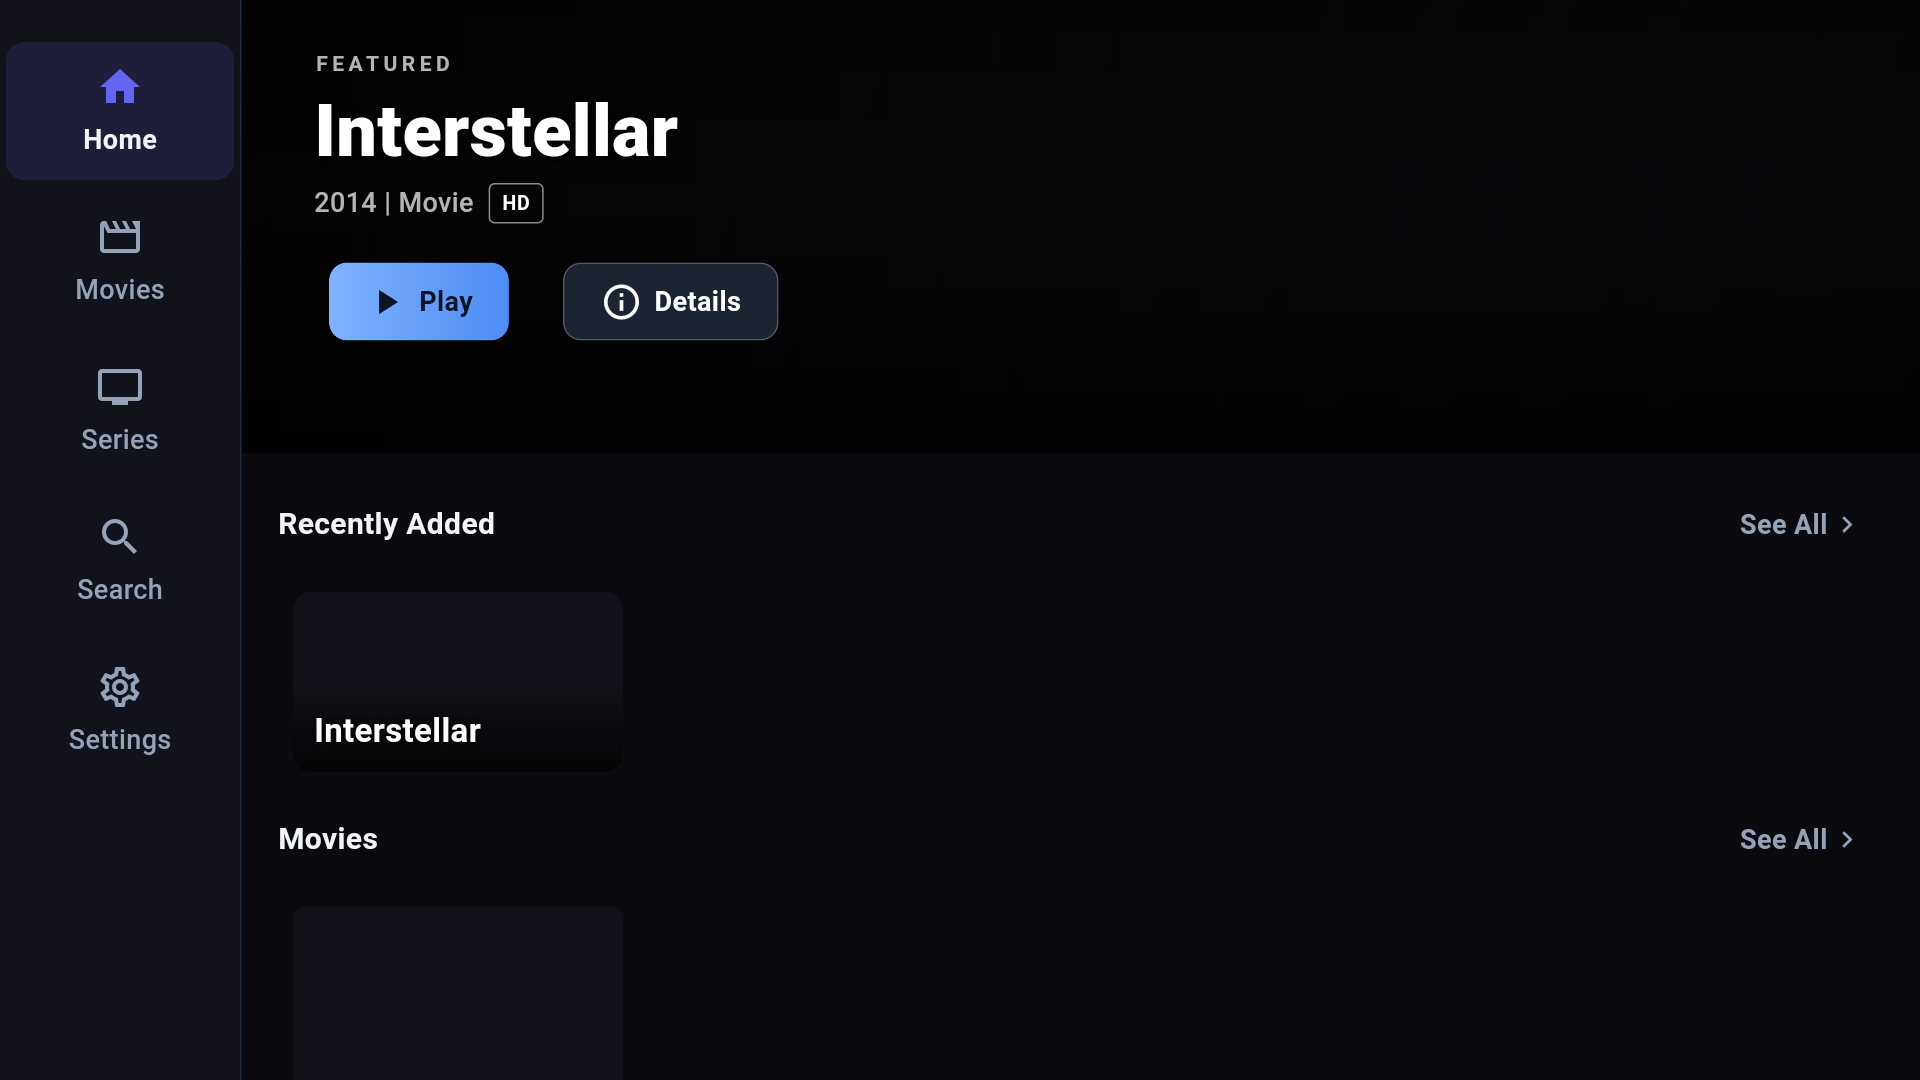 Home
Movies
Series
Search
Settings
FEATURED
Interstellar
2014 | Movie HD
Play
Details
Recently Added
See All
Interstellar
Movies
See All